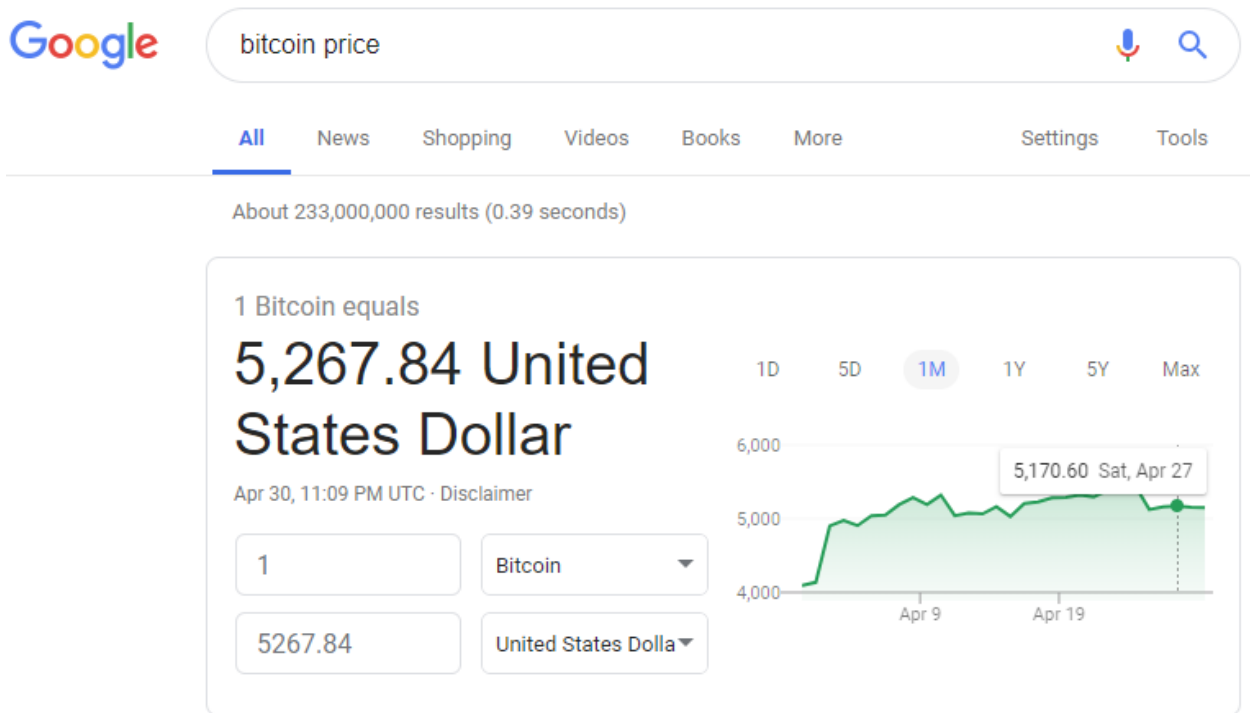 Google
bitcoin price
All News Shopping Videos Books More Settings Tools
About 233,000,000 results (0.39 seconds)
1 Bitcoin equals
5,267.84 United
States Dollar
Apr 30, 11:09 PM UTC · Disclaimer
1 Bitcoin
5267.84 United States Dolla
1D 5D 1M 1Y 5Y Max
6,000
5,170.60 Sat, Apr 27
5,000
4,000
Apr 9 Apr 19